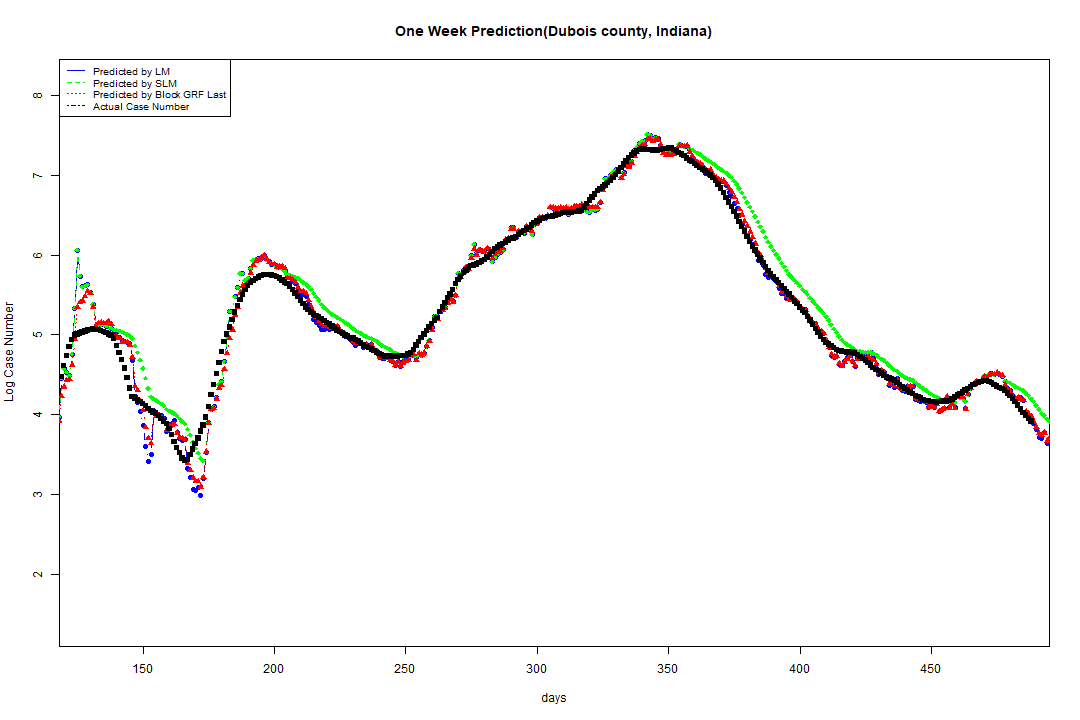 One Week Prediction(Dubois county, Indiana)
Predicted by LM
Predicted by SLM
Predicted by Block GRF Last
Actual Case Number
8
7
6
5
4
3
2
Log Case Number
150 200 250 300 350 400 450
days